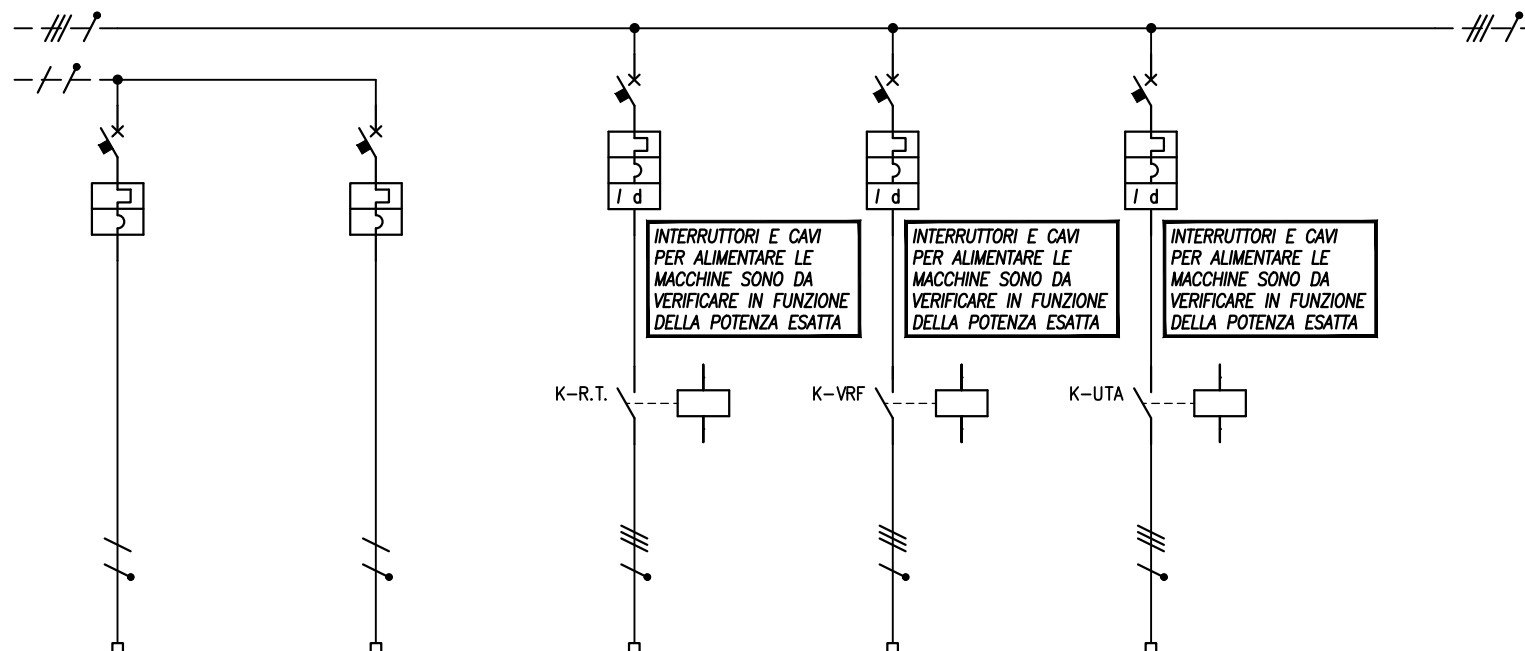 I d
I d
I d
INTERRUTTORI E CAVI
PER ALIMENTARE LE
MACCHINE SONO DA
VERIFICARE IN FUNZIONE
DELLA POTENZA ESATTA
INTERRUTTORI E CAVI
PER ALIMENTARE LE
MACCHINE SONO DA
VERIFICARE IN FUNZIONE
DELLA POTENZA ESATTA
INTERRUTTORI E CAVI
PER ALIMENTARE LE
MACCHINE SONO DA
VERIFICARE IN FUNZIONE
DELLA POTENZA ESATTA
K-R.T.
K-VRF
K-UTA